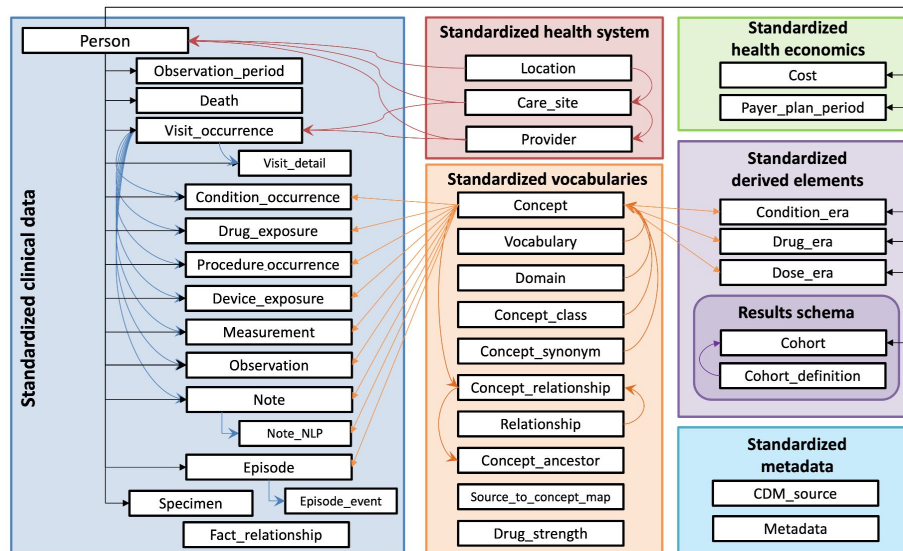 Standardized clinical data
Person
Observation_period
Death
Visit_occurrence
Visit_detail
Condition_occurrence
Drug_exposure
Procedure_occurrence
Device_exposure
Measurement
Observation
Note
Note_NLP
Episode
Specimen
Episode_event
Fact_relationship
Standardized health system
Location
Care_site
Provider
Standardized vocabularies
Concept
Vocabulary
Domain
Concept_class
Concept_synonym
Concept_relationship
Relationship
Concept_ancestor
Source_to_concept_map
Drug_strength
Standardized
health economics
Cost
Payer_plan_period
Standardized
derived elements
Condition_era
Drug_era
Dose_era
Results schema
Cohort
Cohort_definition
Standardized
metadata
CDM_source
Metadata